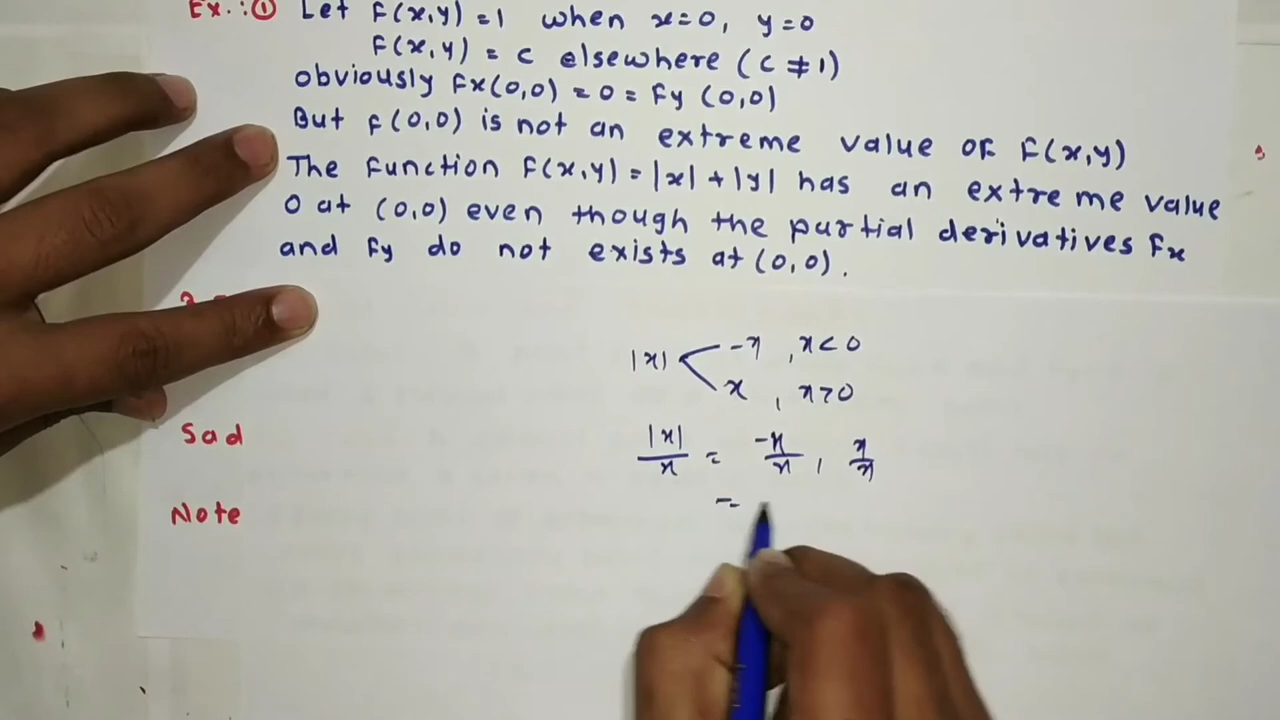 Ex.:① Let f(x,y)=1 when x=0, y=0
f(x,y) = c elsewhere (c≠1)
obviously fx(0,0)=0=fy (0,0)
But f(0,0) is not an extreme value of f(x,y)
The function f(x,y)=|x|+|y| has an extreme value
0 at (0,0) even though the partial derivatives fx
and fy do not exists at (0,0).
|x| < -x , x<0
x , x>0
|x|/x = -x/x , x/x
=
Sad
Note